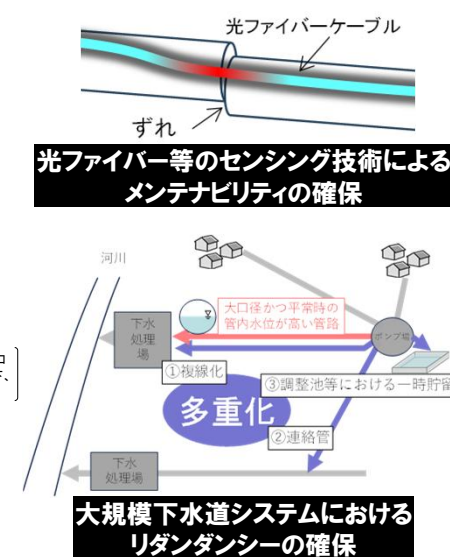 光ファイバーケーブル
ずれ
光ファイバー等のセンシング技術による
メンテナビリティの確保
河川
大口径かつ平常時の
管内水位が高い管路
下水
処理
場
ポンプ場
①複線化
③調整池等における一時貯留
多重化
②連絡管
下水
処理場
大規模下水道システムにおける
リダンダンシーの確保